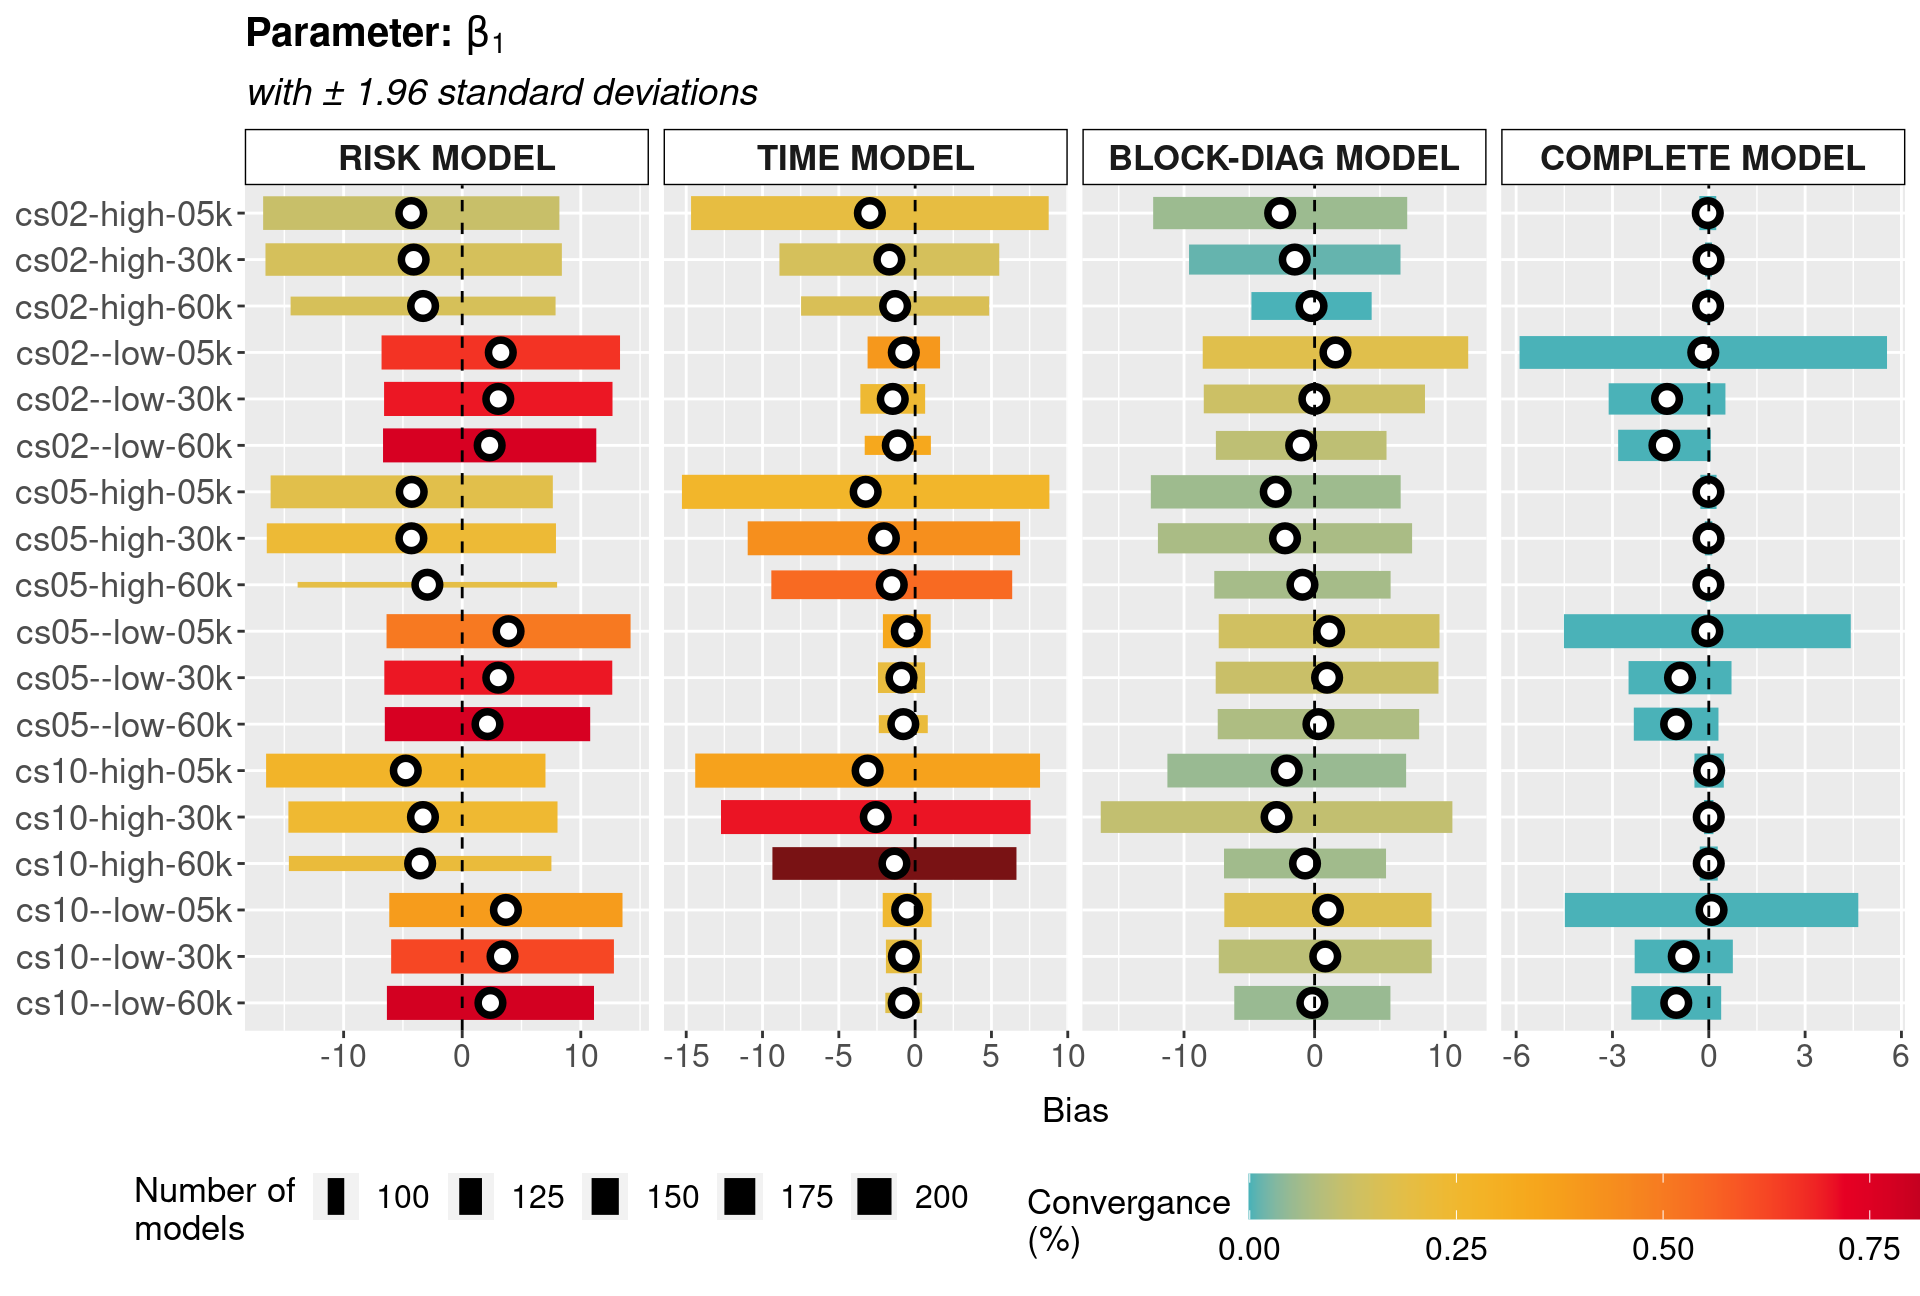 Parameter: β₁
with ± 1.96 standard deviations
RISK MODEL TIME MODEL BLOCK-DIAG MODEL COMPLETE MODEL
cs02-high-05k
cs02-high-30k
cs02-high-60k
cs02--low-05k
cs02--low-30k
cs02--low-60k
cs05-high-05k
cs05-high-30k
cs05-high-60k
cs05--low-05k
cs05--low-30k
cs05--low-60k
cs10-high-05k
cs10-high-30k
cs10-high-60k
cs10--low-05k
cs10--low-30k
cs10--low-60k
-10 0 10 -15 -10 -5 0 5 10 -10 0 10 -6 -3 0 3 6
Bias
Number of
models
100 125 150 175 200
Convergance
(%)
0.00 0.25 0.50 0.75